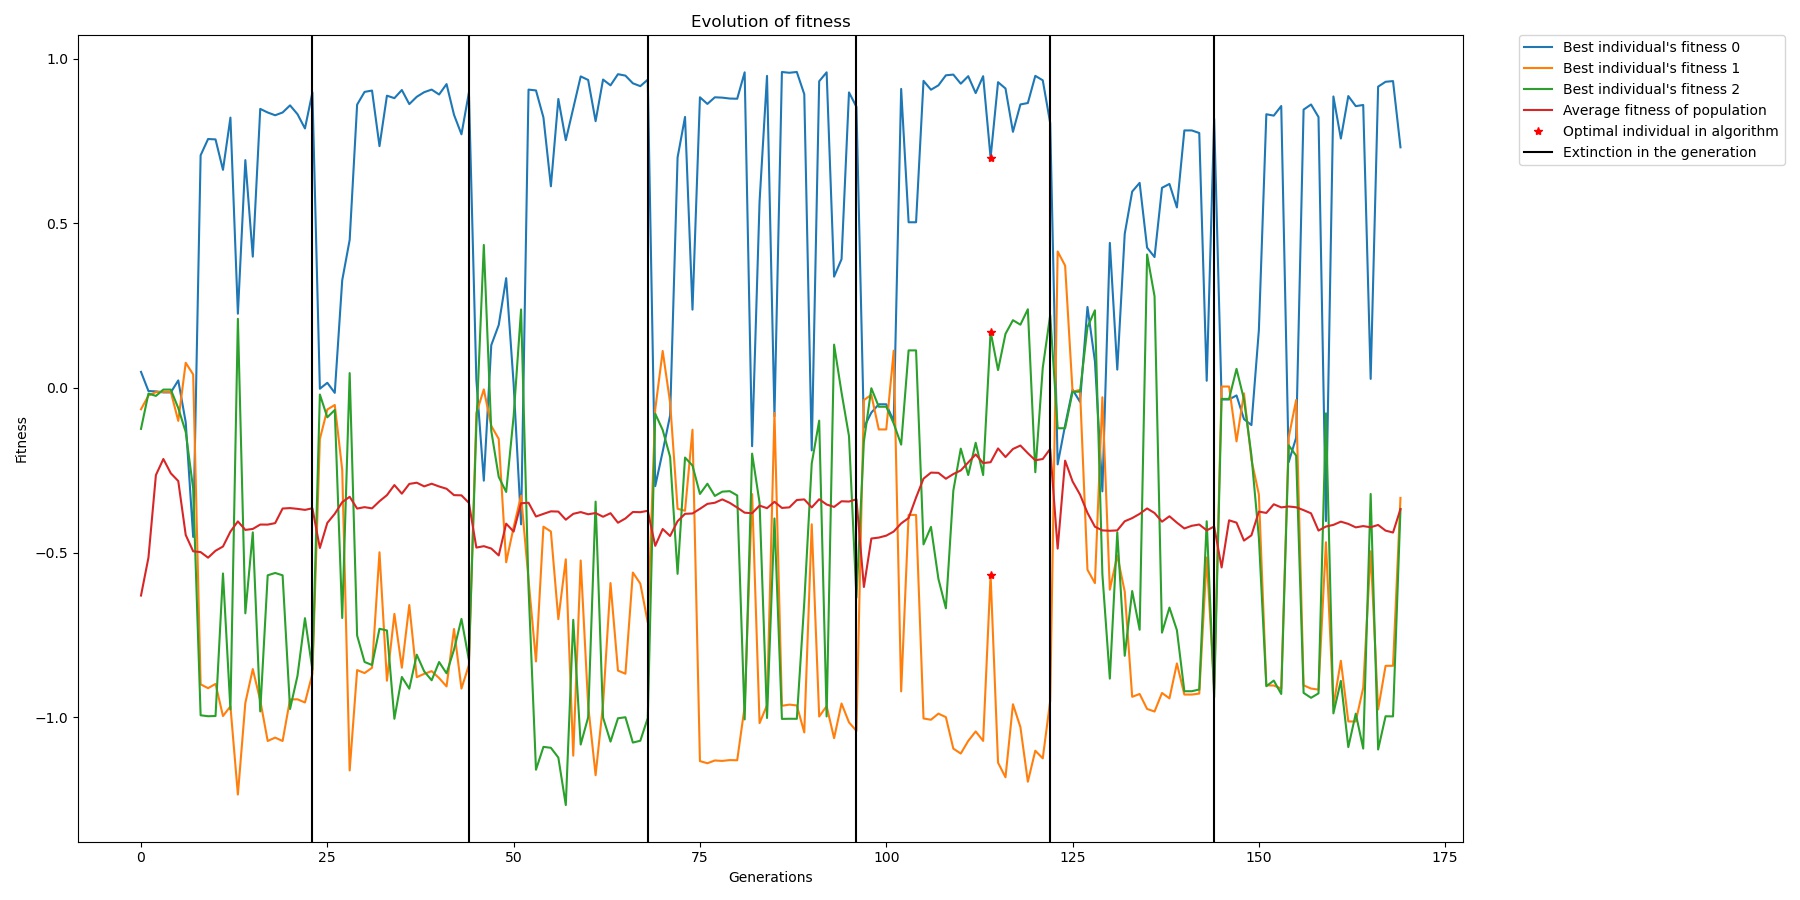 Evolution of fitness
1.0
0.5
0.0
−0.5
−1.0
Fitness
0
25
50
75
100
125
150
175
Generations
Best individual's fitness 0
Best individual's fitness 1
Best individual's fitness 2
Average fitness of population
Optimal individual in algorithm
Extinction in the generation